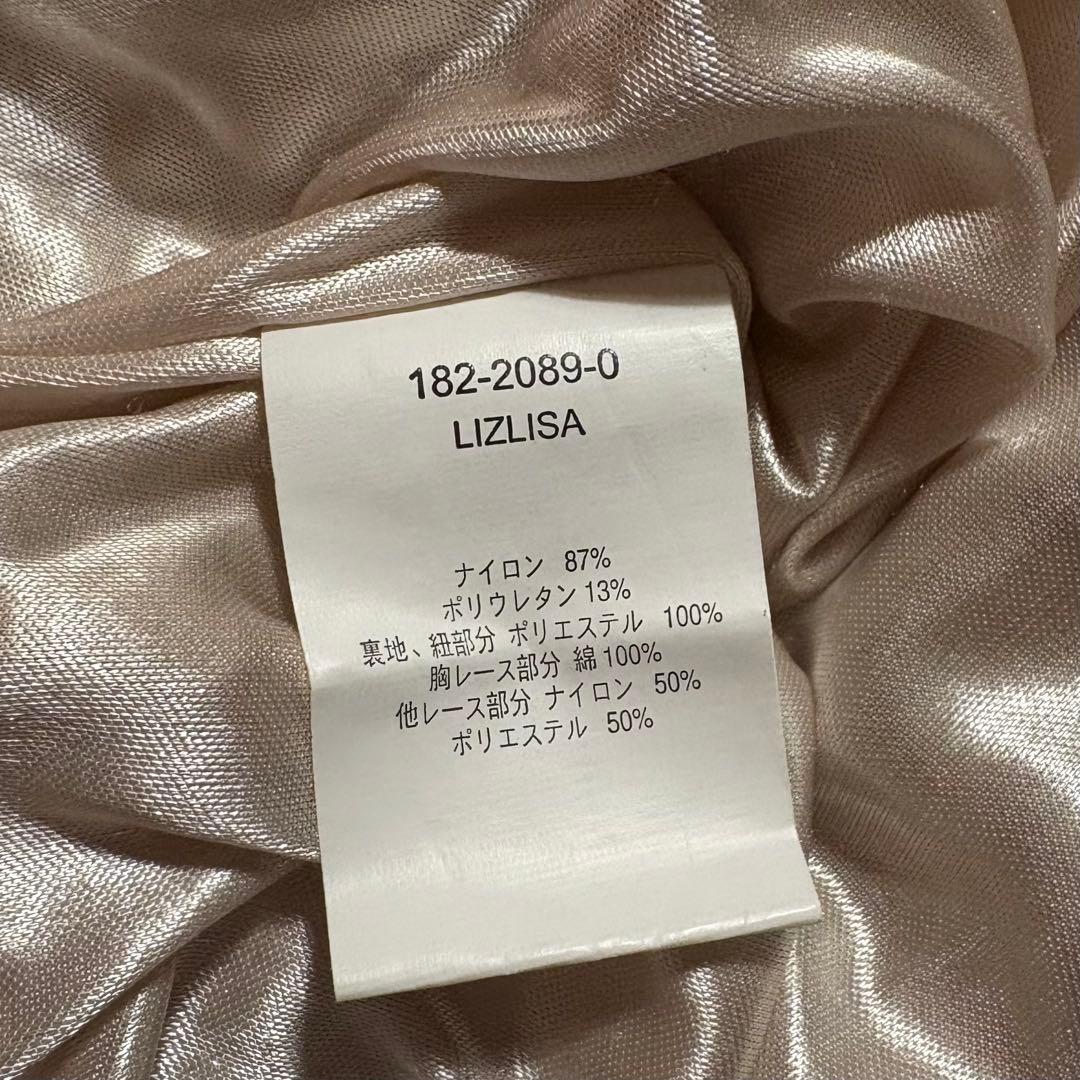 182-2089-0
LIZLISA
ナイロン 87%
ポリウレタン 13%
裏地、紐部分 ポリエステル 100%
胸レース部分 綿 100%
他レース部分 ナイロン 50%
ポリエステル 50%